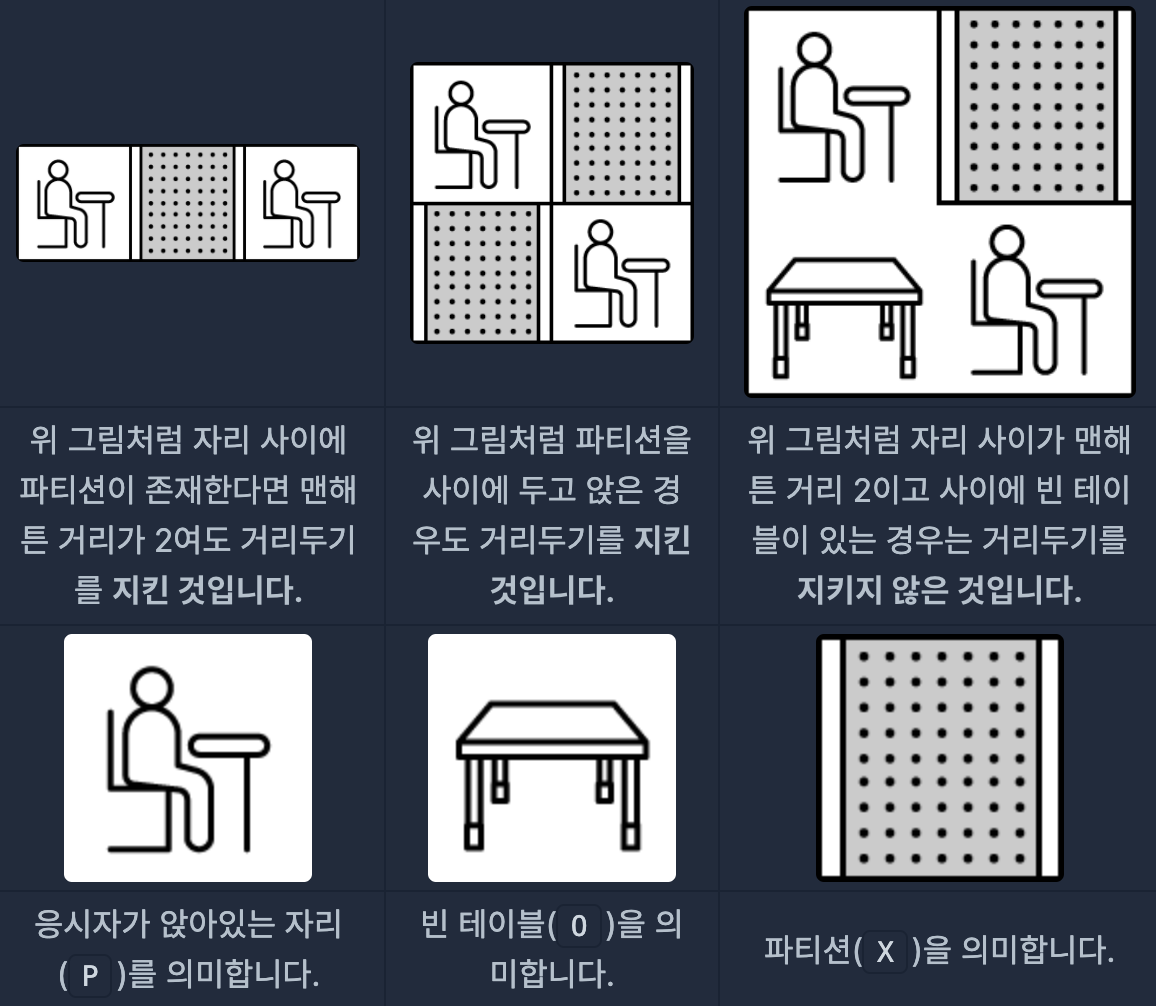 위 그림처럼 자리 사이에
파티션이 존재한다면 맨해
튼 거리가 2여도 거리두기
를 지킨 것입니다.
위 그림처럼 파티션을
사이에 두고 앉은 경
우도 거리두기를 지킨
것입니다.
위 그림처럼 자리 사이가 맨해
튼 거리 2이고 사이에 빈 테이
블이 있는 경우는 거리두기를
지키지 않은 것입니다.
응시자가 앉아있는 자리
( P )를 의미합니다.
빈 테이블( O )을 의
미합니다.
파티션( X )을 의미합니다.